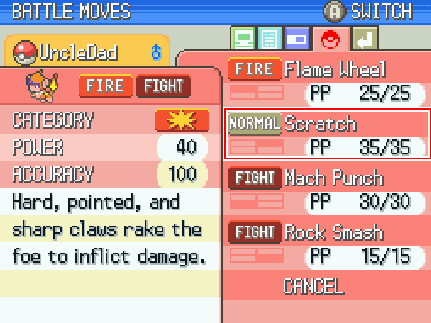 BATTLE MOVES
A SWITCH
UncleDad ♂
FIRE FIGHT
CATEGORY
POWER 40
ACCURACY 100
Hard, pointed, and
sharp claws rake the
foe to inflict damage.
FIRE Flame Wheel
PP 25/25
NORMAL Scratch
PP 35/35
FIGHT Mach Punch
PP 30/30
FIGHT Rock Smash
PP 15/15
CANCEL